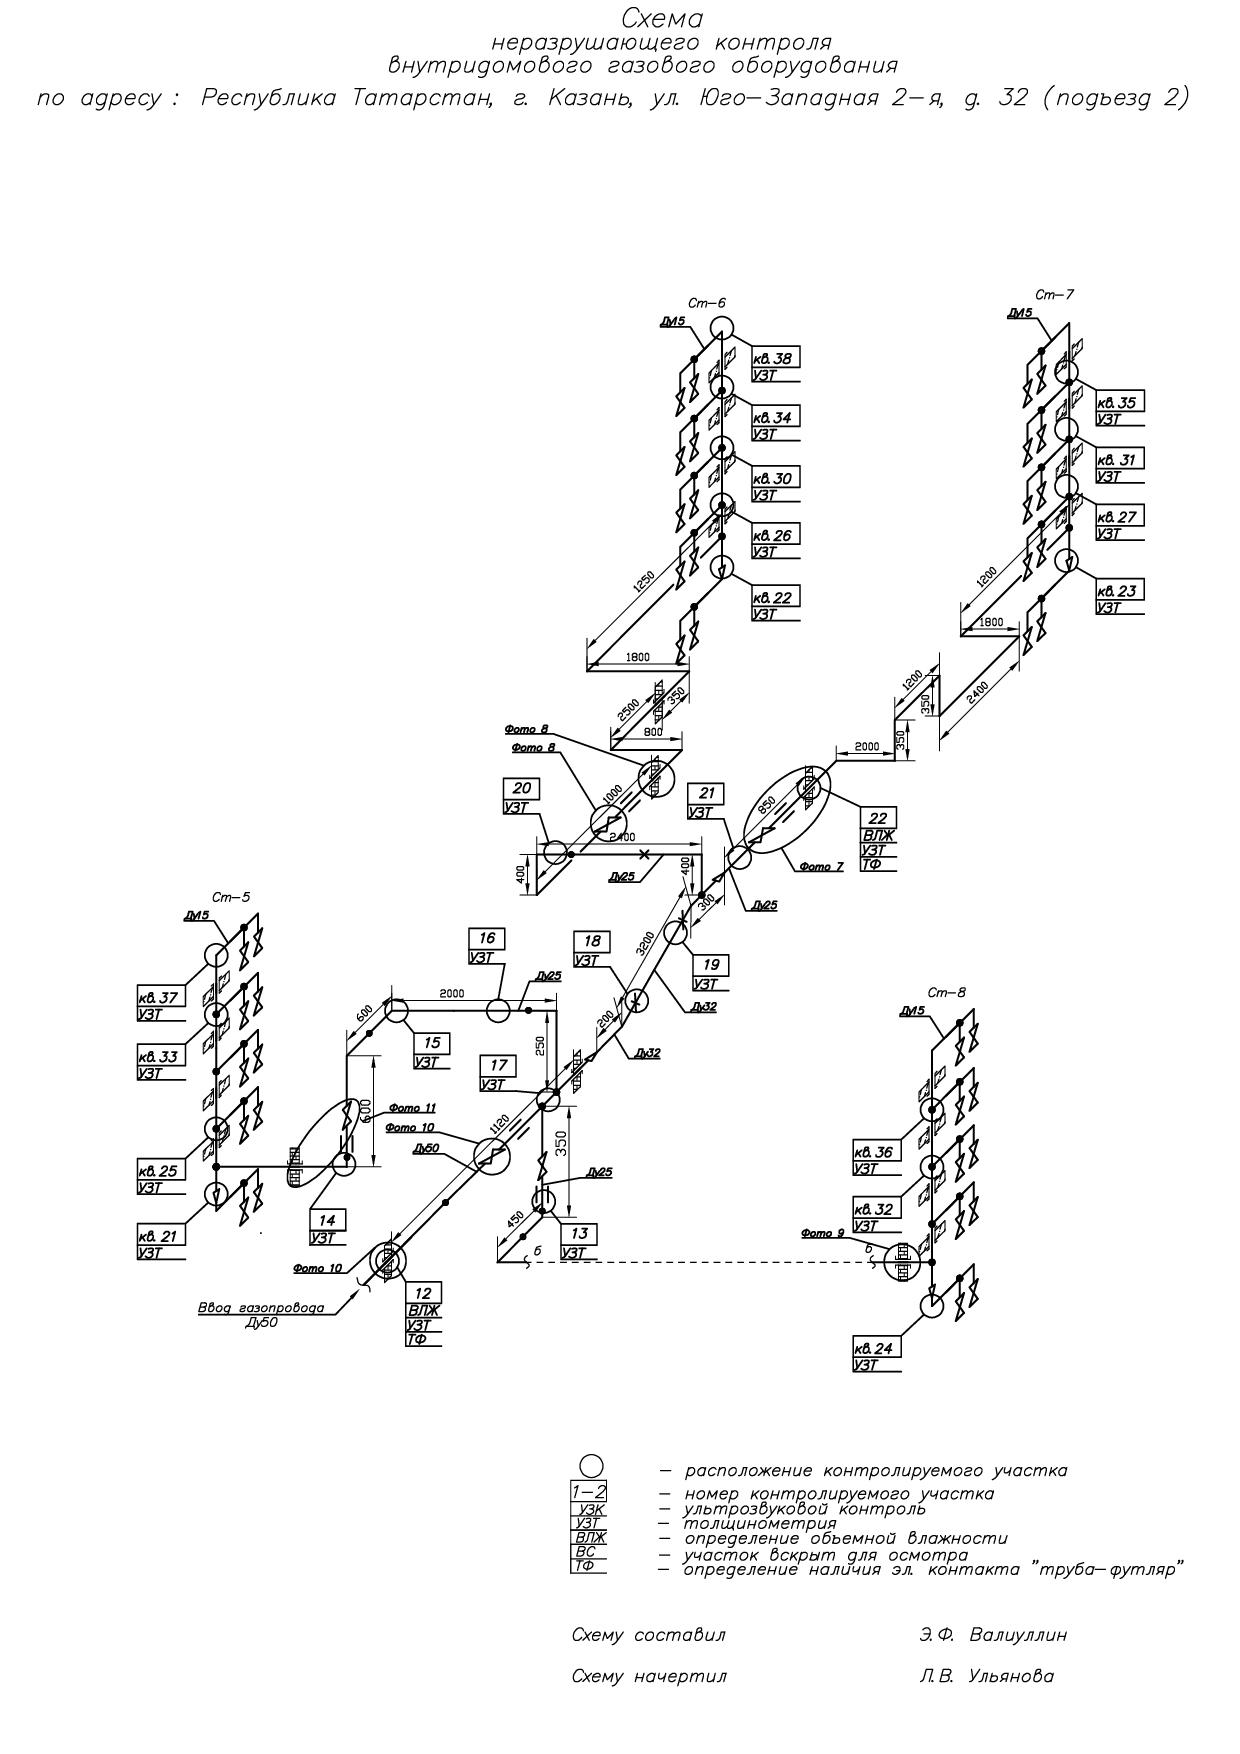 Схема
неразрушающего контроля
внутридомового газового оборудования
по адресу : Республика Татарстан, г. Казань, ул. Юго-Западная 2-я, д. 32 (подъезд 2)
Ст-6
Ду15
кв.38
УЗТ
кв.34
УЗТ
кв.30
УЗТ
кв.26
УЗТ
кв.22
УЗТ
1250
1800
2500
350
800
Ст-7
Ду15
кв.35
УЗТ
кв.31
УЗТ
кв.27
УЗТ
кв.23
УЗТ
1200
1800
2400
1200
350
350
2000
Фото 8
Фото 8
20
УЗТ
1000
2400
400
Ду25
400
21
УЗТ
850
22
ВЛЖ
УЗТ
ТФ
Фото 7
Ду25
300
Ст-5
Ду15
кв.37
УЗТ
кв.33
УЗТ
кв.25
УЗТ
кв.21
УЗТ
16
УЗТ
18
УЗТ
3200
19
УЗТ
Ду25
2000
600
Ду32
200
Ду32
15
УЗТ
250
17
УЗТ
600
Фото 11
Фото 10
1120
Ду50
350
Ду25
14
УЗТ
450
13
УЗТ
б
Фото 10
12
ВЛЖ
УЗТ
ТФ
Ввод газопровода
Ду50
Ст-8
Ду15
кв.36
УЗТ
кв.32
УЗТ
Фото 9
б
кв.24
УЗТ
– расположение контролируемого участка
1-2 – номер контролируемого участка
УЗК – ультрозвуковой контроль
УЗТ – толщинометрия
ВЛЖ – определение объемной влажности
ВС – участок вскрыт для осмотра
ТФ – определение наличия эл. контакта "труба-футляр"
Схему составил Э.Ф. Валиуллин
Схему начертил Л.В. Ульянова